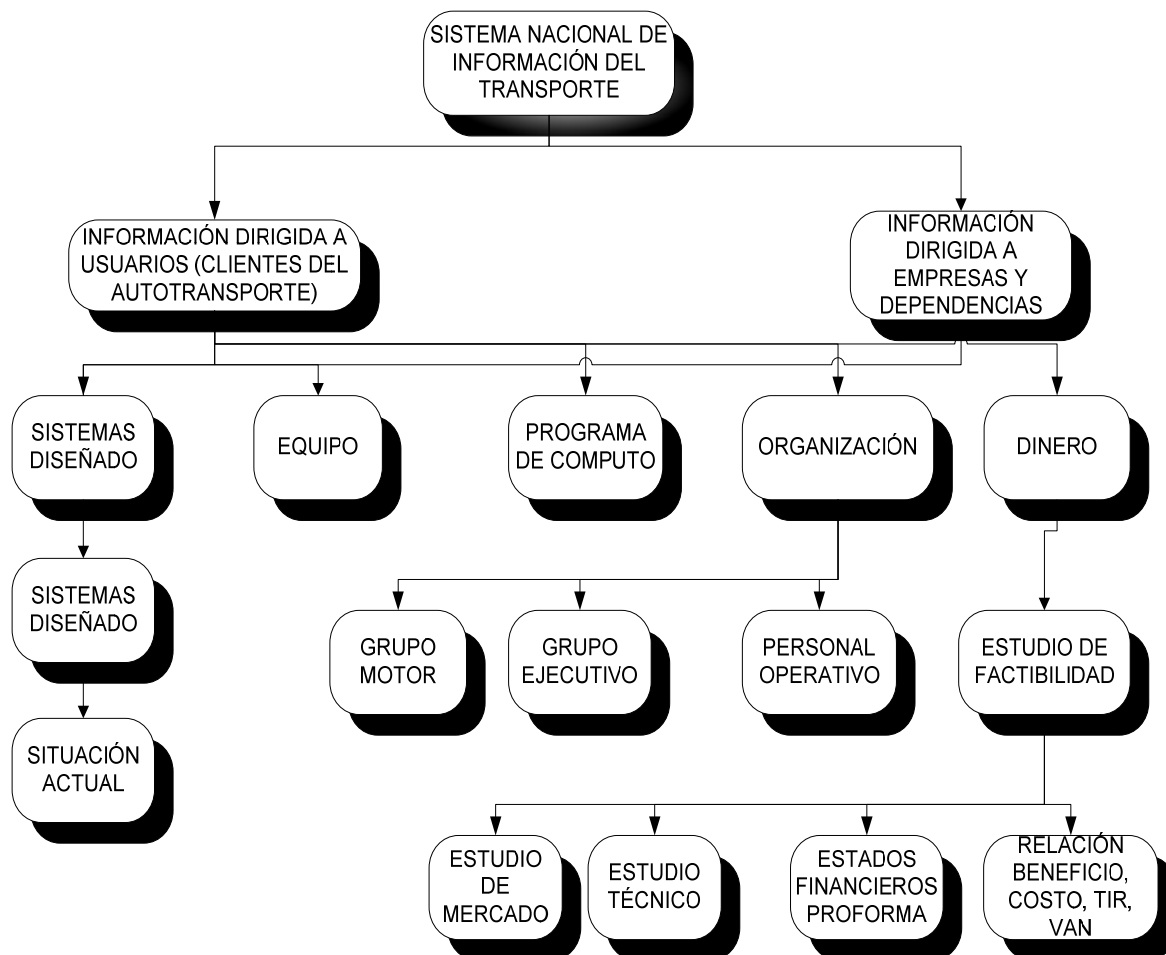 SISTEMA NACIONAL DE
INFORMACIÓN DEL
TRANSPORTE
INFORMACIÓN DIRIGIDA A
USUARIOS (CLIENTES DEL
AUTOTRANSPORTE)
INFORMACIÓN
DIRIGIDA A
EMPRESAS Y
DEPENDENCIAS
SISTEMAS
DISEÑADO
EQUIPO
PROGRAMA
DE COMPUTO
ORGANIZACIÓN
DINERO
SISTEMAS
DISEÑADO
GRUPO
MOTOR
GRUPO
EJECUTIVO
PERSONAL
OPERATIVO
ESTUDIO DE
FACTIBILIDAD
SITUACIÓN
ACTUAL
ESTUDIO
DE
MERCADO
ESTUDIO
TÉCNICO
ESTADOS
FINANCIEROS
PROFORMA
RELACIÓN
BENEFICIO,
COSTO, TIR,
VAN